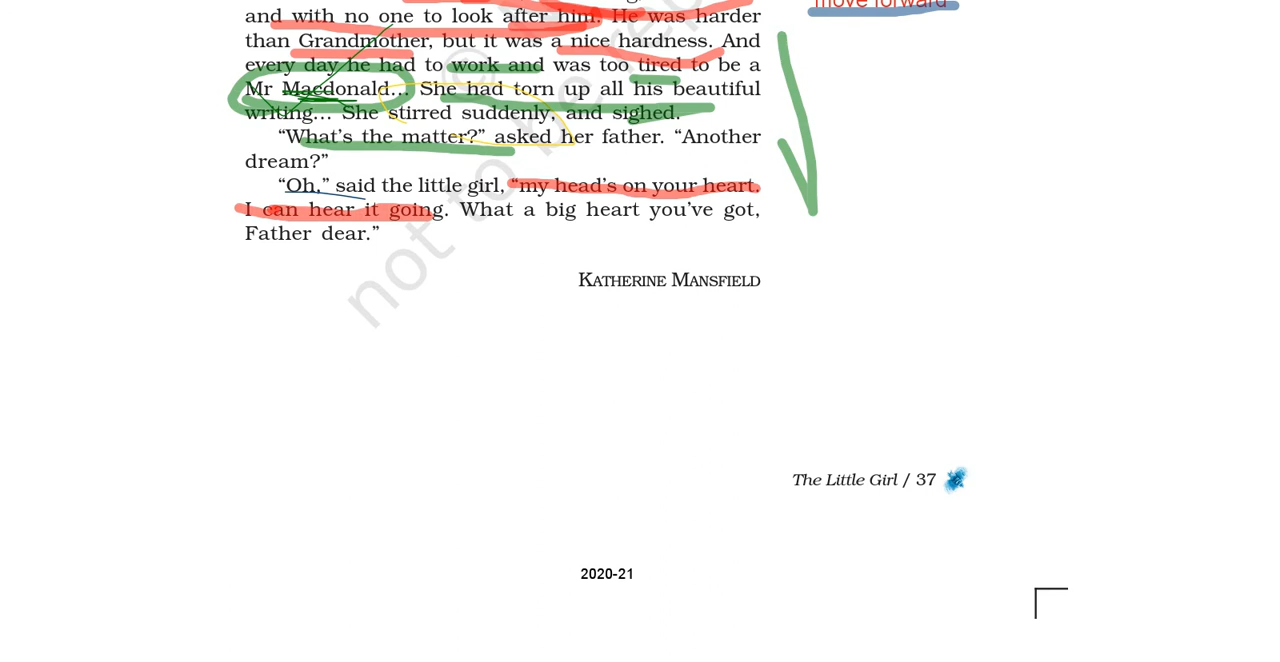 move forward
and with no one to look after him. He was harder
than Grandmother, but it was a nice hardness. And
every day he had to work and was too tired to be a
Mr Macdonald... She had torn up all his beautiful
writing... She stirred suddenly, and sighed.
“What’s the matter?” asked her father. “Another
dream?”
“Oh,” said the little girl, “my head’s on your heart.
I can hear it going. What a big heart you’ve got,
Father dear.”
KATHERINE MANSFIELD
not to be rep
©
The Little Girl / 37
2020-21